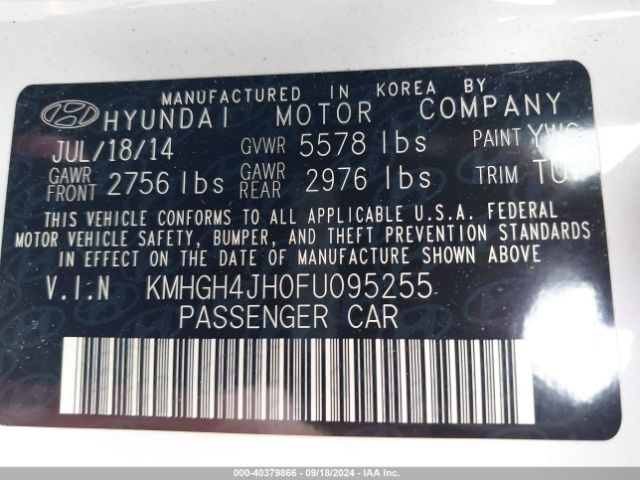 MANUFACTURED IN KOREA BY
HYUNDAI MOTOR COMPANY
JUL/18/14 GVWR 5578 lbs PAINT
GAWR FRONT 2756 lbs GAWR REAR 2976 lbs TRIM
THIS VEHICLE CONFORMS TO ALL APPLICABLE U.S.A. FEDERAL
MOTOR VEHICLE SAFETY, BUMPER, AND THEFT PREVENTION STANDARDS
IN EFFECT ON THE DATE OF MANUFACTURE SHOWN ABOVE
V.I.N KMHGH4JH0FU095255
PASSENGER CAR
000-40379866 - 09/18/2024 - IAA Inc.